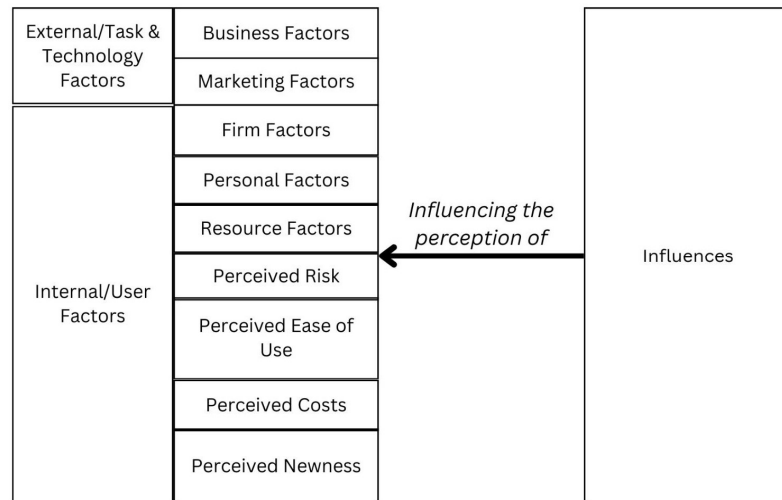 External/Task &
Technology
Factors
Business Factors
Marketing Factors
Internal/User
Factors
Firm Factors
Personal Factors
Resource Factors
Perceived Risk
Perceived Ease of
Use
Perceived Costs
Perceived Newness
Influencing the
perception of
Influences